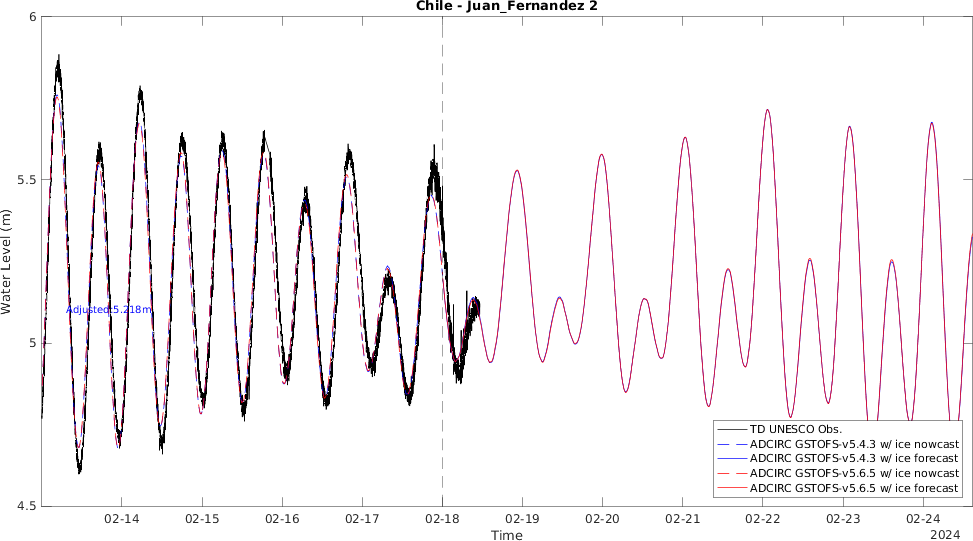 Chile - Juan_Fernandez 2
Water Level (m)
6
5.5
5
4.5
Adjusted:5.218m
TD UNESCO Obs.
ADCIRC GSTOFS-v5.4.3 w/ ice nowcast
ADCIRC GSTOFS-v5.4.3 w/ ice forecast
ADCIRC GSTOFS-v5.6.5 w/ ice nowcast
ADCIRC GSTOFS-v5.6.5 w/ ice forecast
02-14 02-15 02-16 02-17 02-18 02-19 02-20 02-21 02-22 02-23 02-24
Time
2024